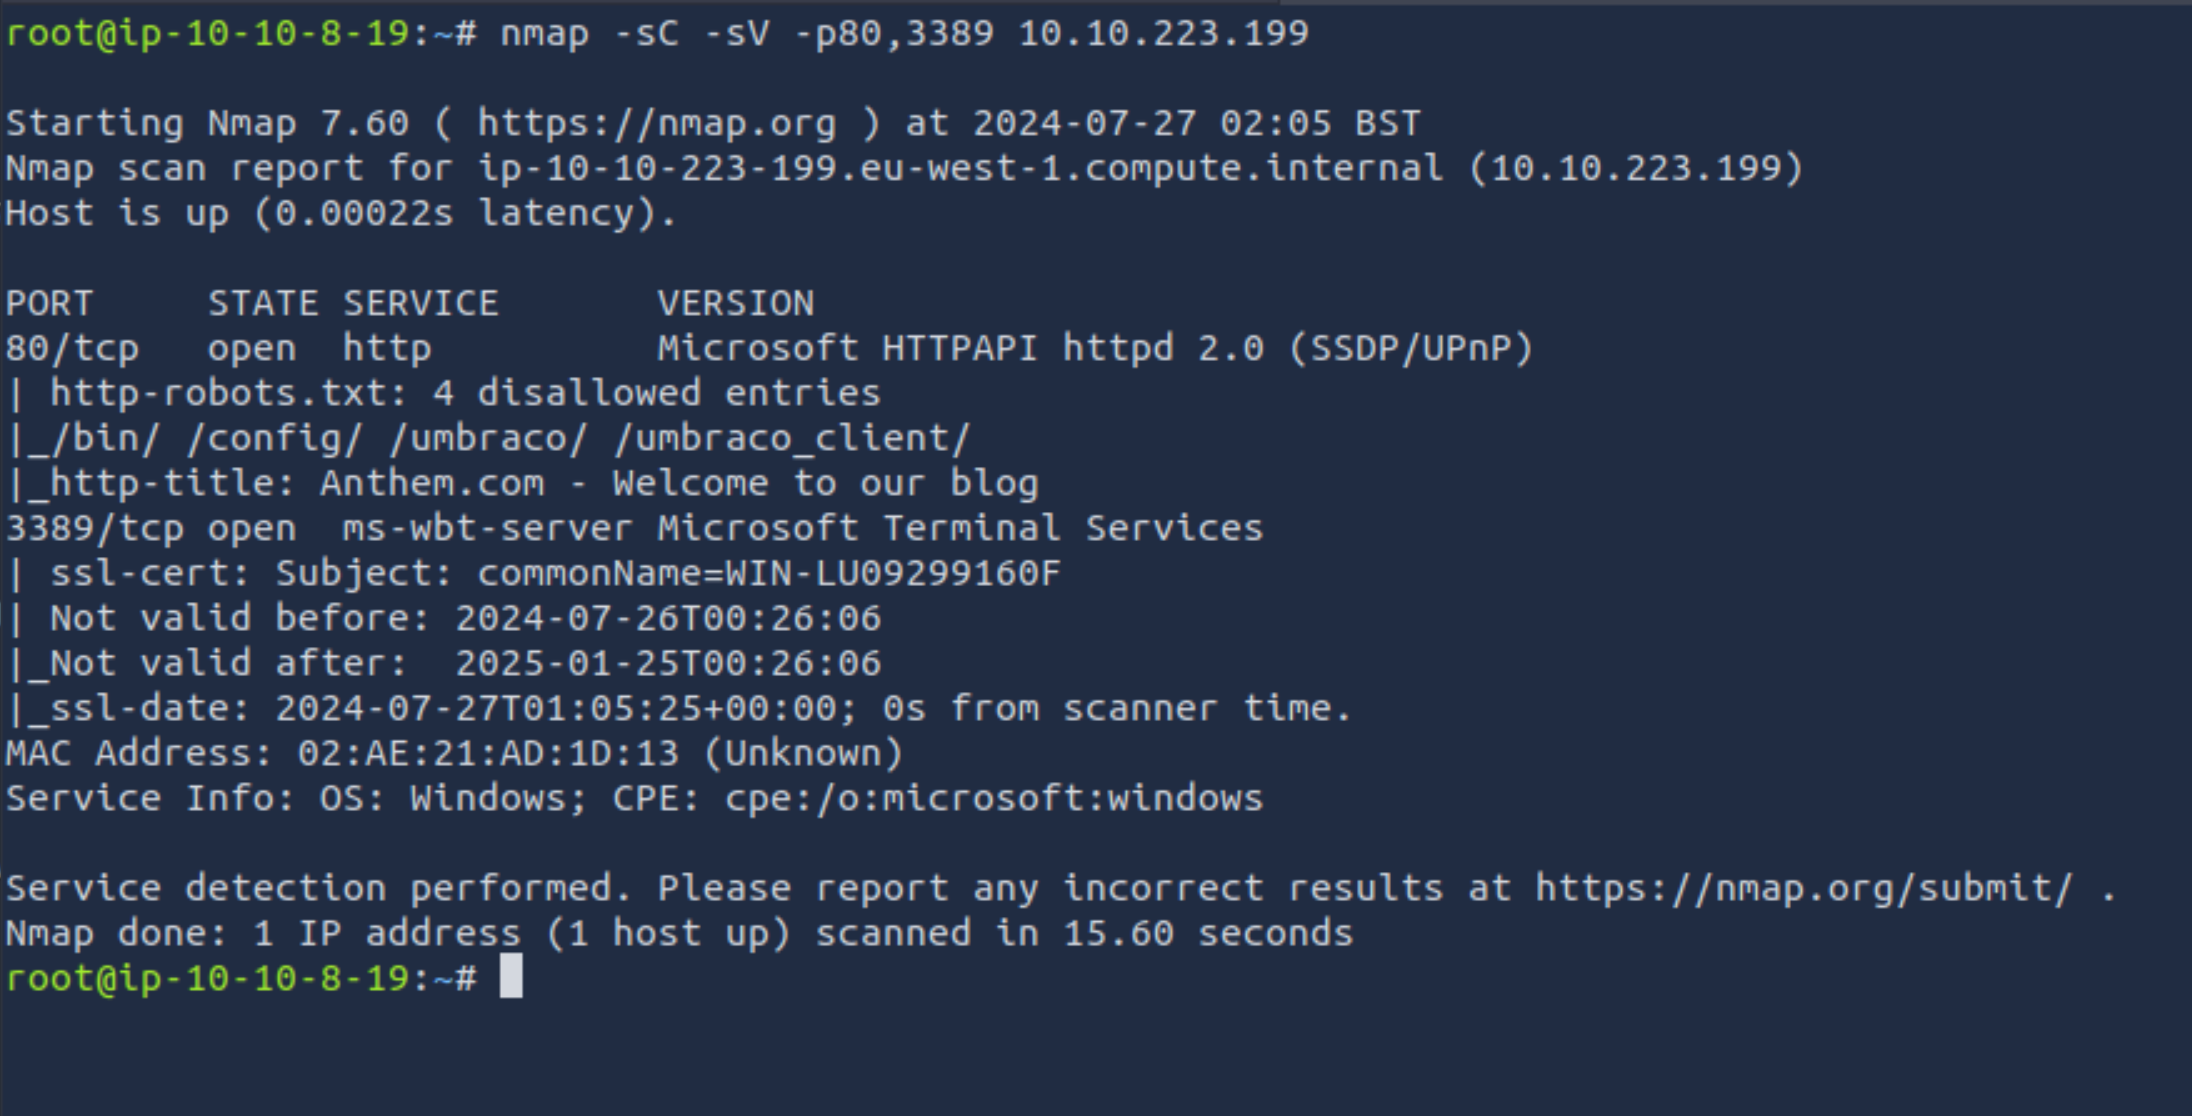 root@ip-10-10-8-19:~# nmap -sC -sV -p80,3389 10.10.223.199
Starting Nmap 7.60 ( https://nmap.org ) at 2024-07-27 02:05 BST
Nmap scan report for ip-10-10-223-199.eu-west-1.compute.internal (10.10.223.199)
Host is up (0.00022s latency).
PORT     STATE SERVICE       VERSION
80/tcp   open  http          Microsoft HTTPAPI httpd 2.0 (SSDP/UPnP)
| http-robots.txt: 4 disallowed entries
|_/bin/ /config/ /umbraco/ /umbraco_client/
|_http-title: Anthem.com - Welcome to our blog
3389/tcp open  ms-wbt-server Microsoft Terminal Services
| ssl-cert: Subject: commonName=WIN-LU09299160F
| Not valid before: 2024-07-26T00:26:06
|_Not valid after:  2025-01-25T00:26:06
|_ssl-date: 2024-07-27T01:05:25+00:00; 0s from scanner time.
MAC Address: 02:AE:21:AD:1D:13 (Unknown)
Service Info: OS: Windows; CPE: cpe:/o:microsoft:windows
Service detection performed. Please report any incorrect results at https://nmap.org/submit/ .
Nmap done: 1 IP address (1 host up) scanned in 15.60 seconds
root@ip-10-10-8-19:~#